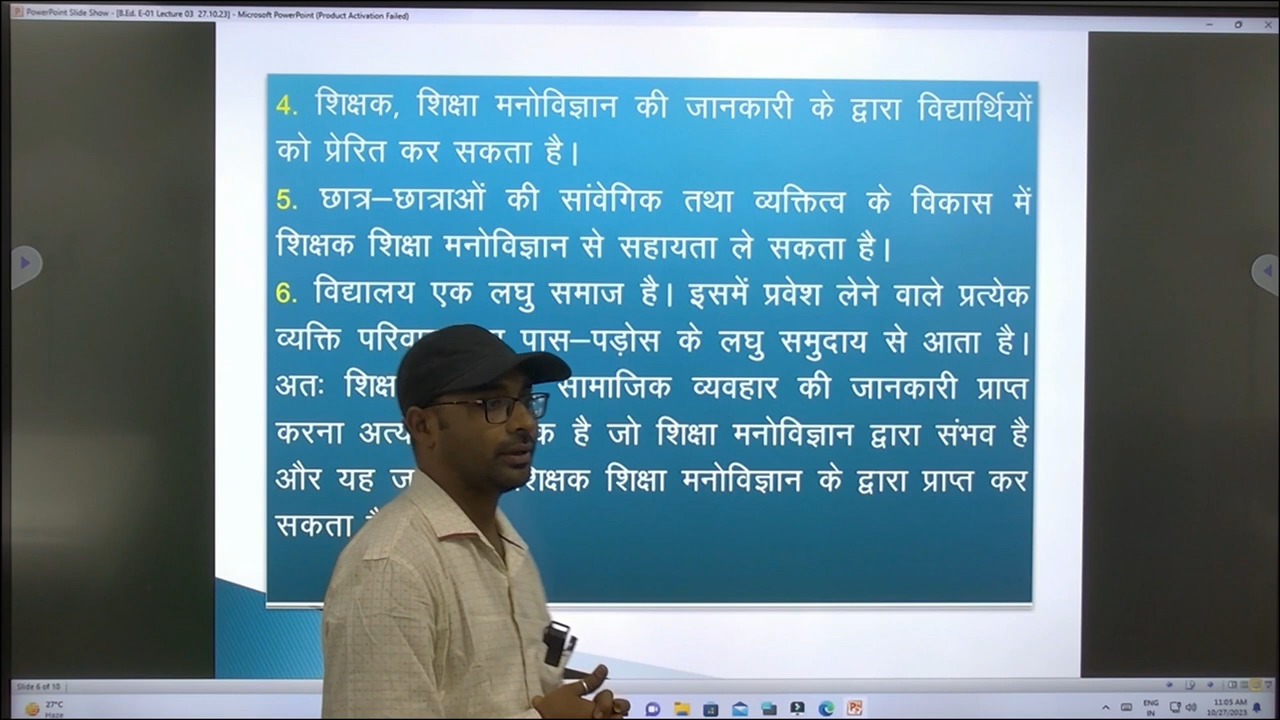 PowerPoint Slide Show - [B.Ed. E-01 Lecture 03 27.10.23] - Microsoft PowerPoint (Product Activation Failed)
4. शिक्षक, शिक्षा मनोविज्ञान की जानकारी के द्वारा विद्यार्थियों
को प्रेरित कर सकता है।
5. छात्र–छात्राओं की सांवेगिक तथा व्यक्तित्व के विकास में
शिक्षक शिक्षा मनोविज्ञान से सहायता ले सकता है।
6. विद्यालय एक लघु समाज है। इसमें प्रवेश लेने वाले प्रत्येक
व्यक्ति पास–पड़ोस के लघु समुदाय से आता है।
अतः सामाजिक व्यवहार की जानकारी प्राप्त
करना है जो शिक्षा मनोविज्ञान द्वारा संभव है
और यह शिक्षक शिक्षा मनोविज्ञान के द्वारा प्राप्त कर
सकता
Slide 6 of 10
27°C
Haze
ENG
IN
11:05 AM
10/27/2023